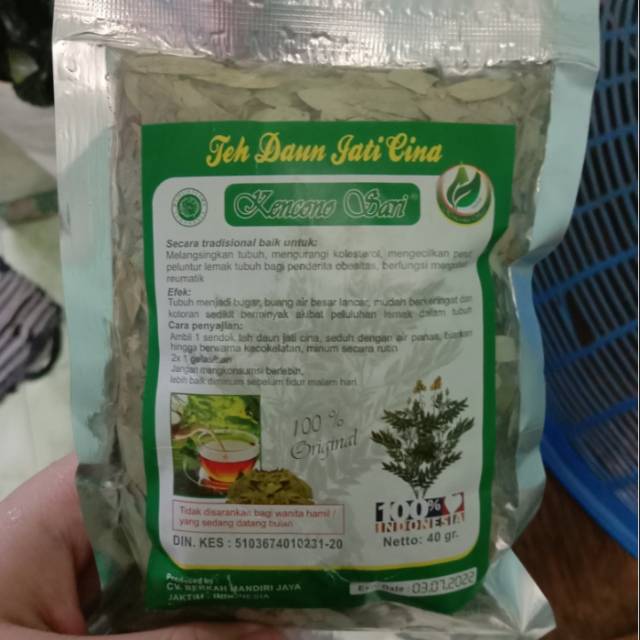 Teh Daun Jati Cina
Kencono Sari
Secara tradisional baik untuk:
Melangsingkan tubuh, mengurangi kolesterol, mengecilkan perut
peluntur lemak tubuh bagi penderita obesitas, berfungsi
reumatik
Efek:
Tubuh menjadi bugar, buang air besar lancar, mudah berkeringat dan
kotoran sedikit berminyak akibat peluluhan lemak dalam tubuh
Cara penyajian:
Ambil 1 sendok teh daun jati cina, seduh dengan air panas, biarkan
hingga berwarna kecokelatan, minum secara rutin
2x 1 gelas
Jangan mengkonsumsi berlebih,
lebih baik diminum sebelum tidur malam hari
100 %
Original
Tidak disarankan bagi wanita hamil /
yang sedang datang bulan
100%
INDONESIA
DIN. KES : 5103674010231-20
Netto: 40 gr.
Produced by
CV. BERKAH MANDIRI JAYA
JAKTIM - INDONESIA
Exp. Date : 03.07.2022